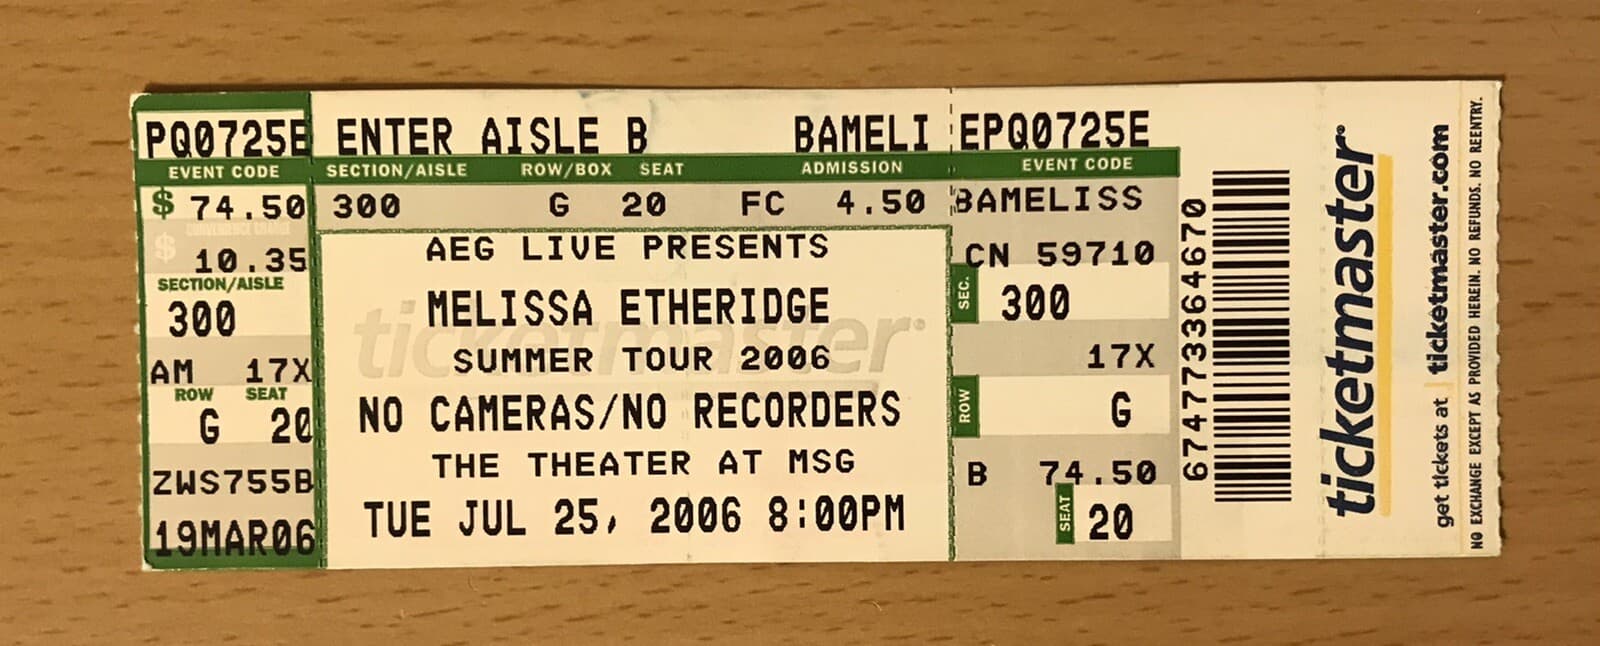 PQ0725E
EVENT CODE
$ 74.50
CONVENIENCE CHARGE
$ 10.35
SECTION/AISLE
300
AM 17X
ROW SEAT
G 20
ZWS755B
19MAR06
ENTER AISLE B BAMELI
SECTION/AISLE ROW/BOX SEAT ADMISSION
300 G 20 FC 4.50
AEG LIVE PRESENTS
MELISSA ETHERIDGE
ticketmaster®
SUMMER TOUR 2006
NO CAMERAS/NO RECORDERS
THE THEATER AT MSG
TUE JUL 25, 2006 8:00PM
EPQ0725E
EVENT CODE
BAMELISS
CN 59710
SEC. 300
17X
ROW G
B 74.50
SEAT 20
677473364670
ticketmaster®
get tickets at ticketmaster.com
NO EXCHANGE EXCEPT AS PROVIDED HEREIN. NO REFUNDS. NO REENTRY.